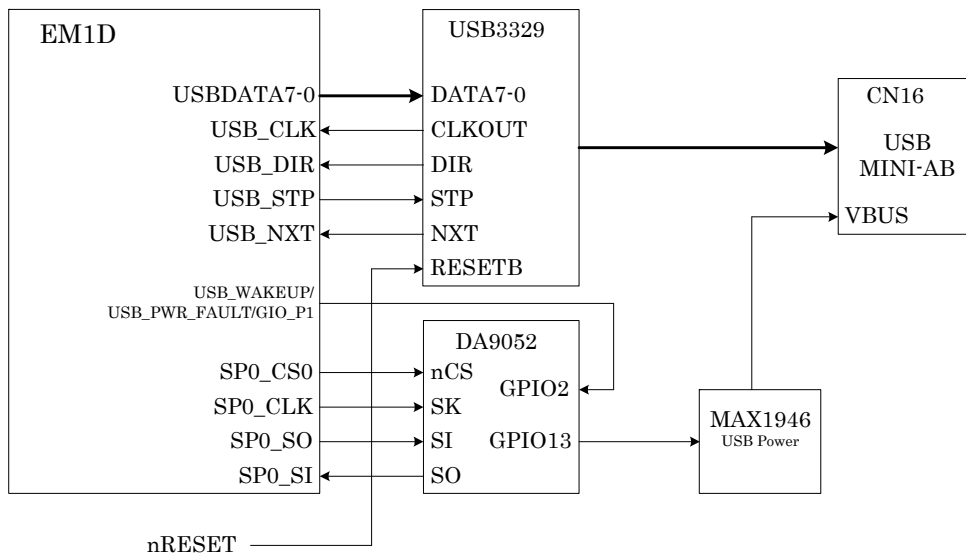 EM1D
USBDATA7-0
USB_CLK
USB_DIR
USB_STP
USB_NXT
USB_WAKEUP/
USB_PWR_FAULT/GIO_P1
SP0_CS0
SP0_CLK
SP0_SO
SP0_SI
nRESET
USB3329
DATA7-0
CLKOUT
DIR
STP
NXT
RESETB
DA9052
nCS
GPIO2
SK
SI
GPIO13
SO
CN16
USB
MINI-AB
VBUS
MAX1946
USB Power